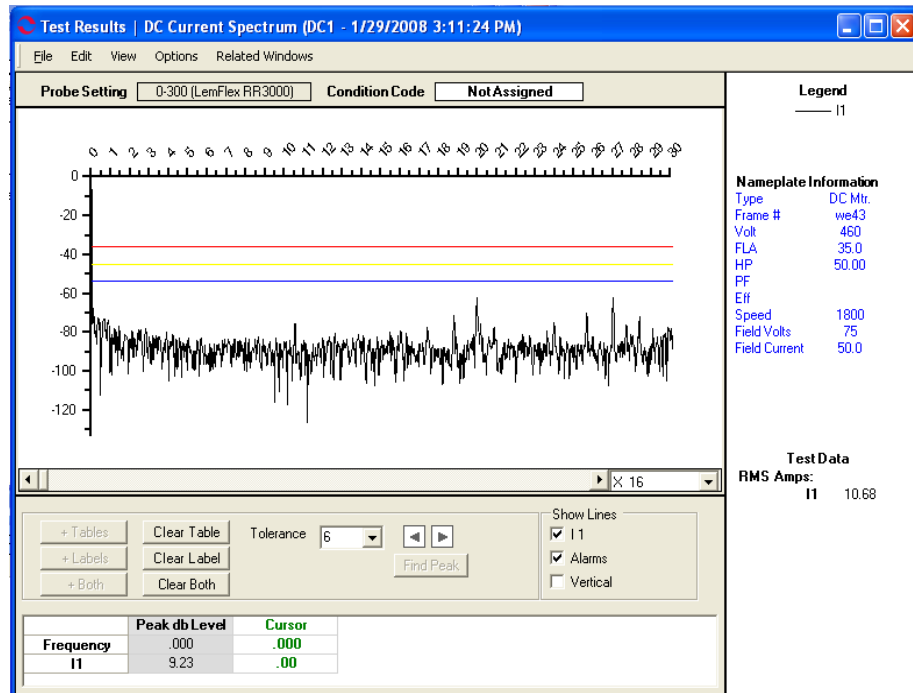 Test Results | DC Current Spectrum (DC1 - 1/29/2008 3:11:24 PM)
File Edit View Options Related Windows
Probe Setting 0-300 (LemFlex RR3000) Condition Code Not Assigned
0 1 2 3 4 5 6 7 8 9 10 11 12 13 14 15 16 17 18 19 20 21 22 23 24 25 26 27 28 29 30
0
-20
-40
-60
-80
-100
-120
X 16
Legend
I1
Nameplate Information
Type DC Mtr.
Frame # we43
Volt 460
FLA 35.0
HP 50.00
PF
Eff
Speed 1800
Field Volts 75
Field Current 50.0
Test Data
RMS Amps:
I1 10.68
+ Tables Clear Table Tolerance 6
+ Labels Clear Label Find Peak
+ Both Clear Both
Show Lines
I 1
Alarms
Vertical
Peak db Level Cursor
Frequency .000 .000
I1 9.23 .00